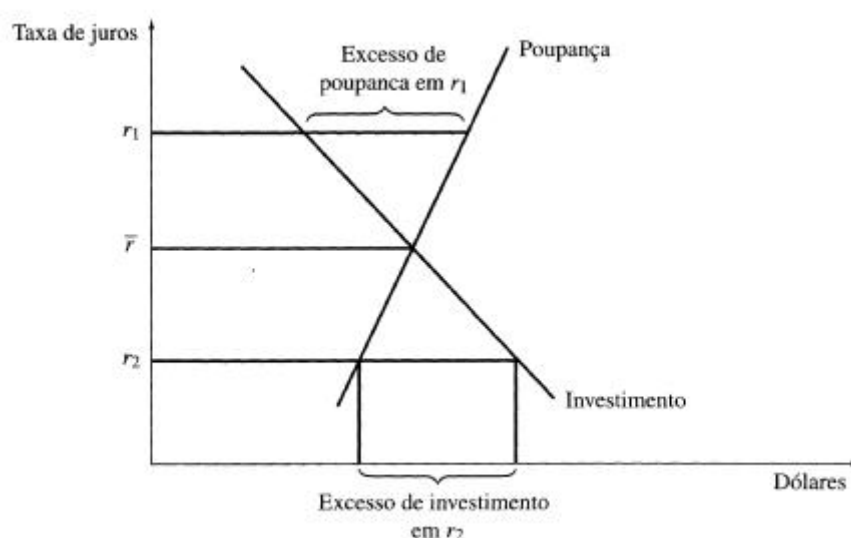 Taxa de juros
Excesso de
poupanca em r₁
Poupança
r₁
r̅
r₂
Investimento
Dólares
Excesso de investimento
em r₂